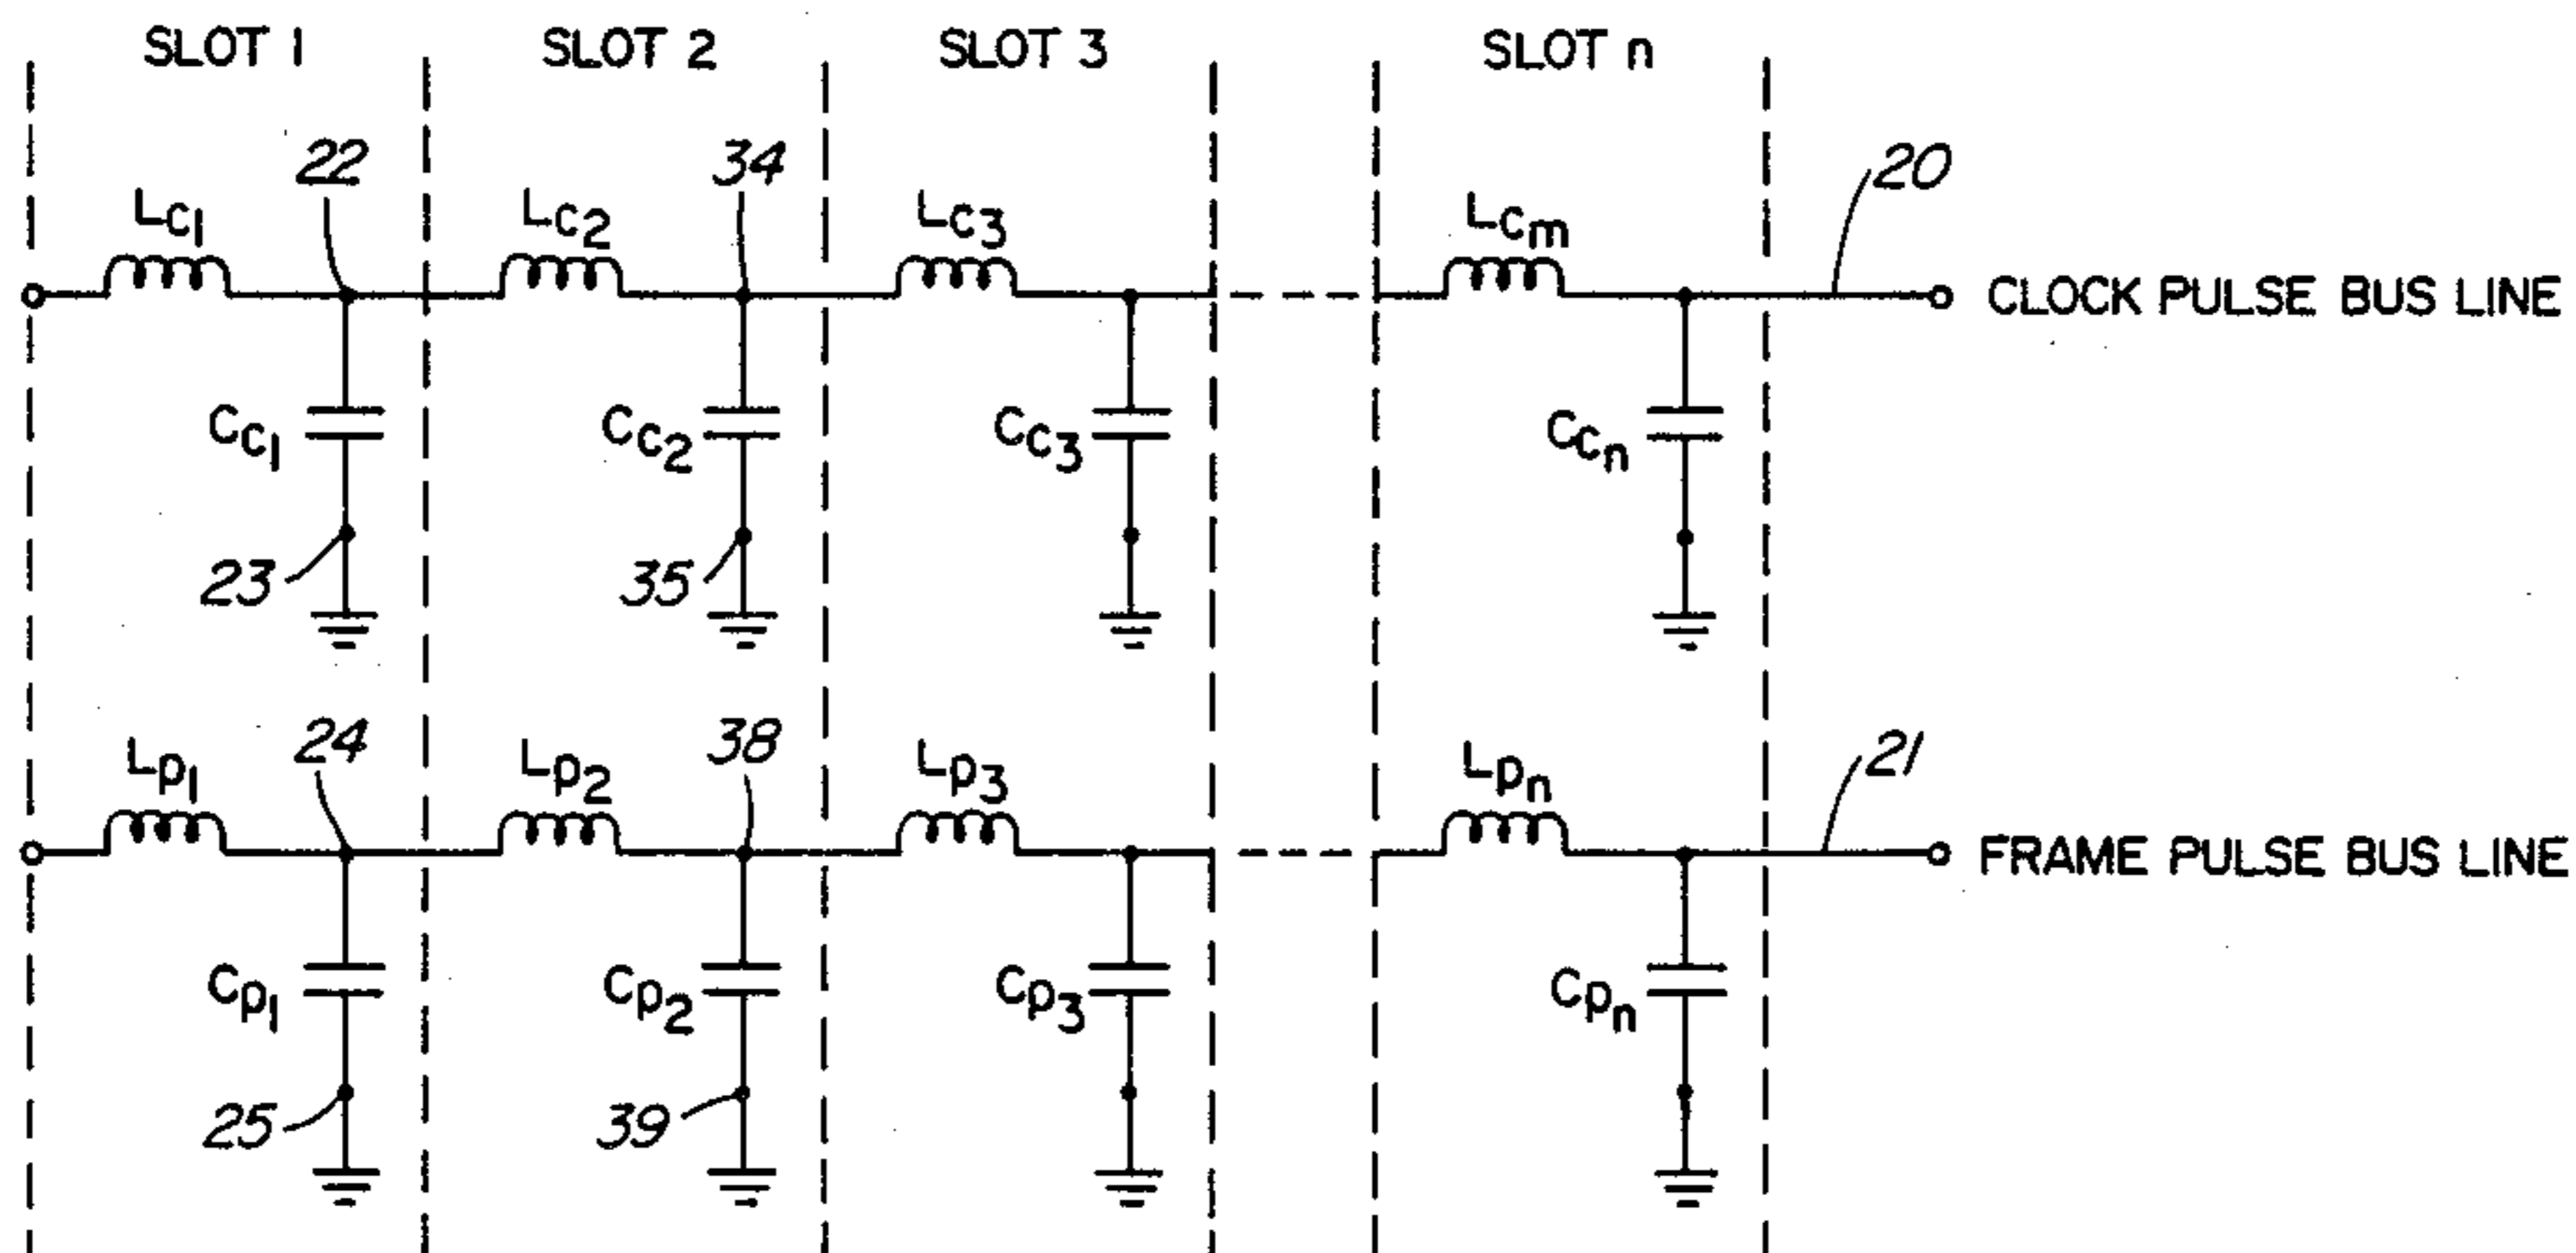 SLOT 1 SLOT 2 SLOT 3 SLOT n
22 34 20
Lc1 Lc2 Lc3 Lcm
CLOCK PULSE BUS LINE
Cc1 Cc2 Cc3 Ccn
23 35
24 38 21
Lp1 Lp2 Lp3 Lpn
FRAME PULSE BUS LINE
Cp1 Cp2 Cp3 Cpn
25 39